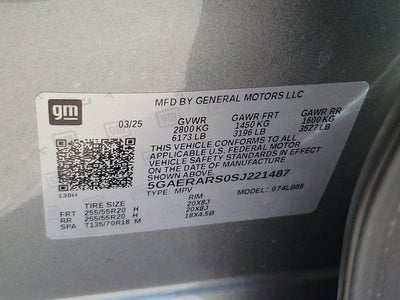 gm
MFD BY GENERAL MOTORS LLC
03/25 GVWR GAWR FRT GAWR RR
2800 KG 1450 KG 1600 KG
6173 LB 3196 LB 3527 LB
THIS VEHICLE CONFORMS TO ALL
APPLICABLE U.S. FEDERAL MOTOR
VEHICLE SAFETY STANDARDS IN EFFECT
ON THE DATE OF MANUFACTURE
SHOWN ABOVE.
5GAERARS0SJ221487
TYPE: MPV MODEL: 074LB56
130H
TIRE SIZE RIM
FRT 255/55R20 H 20X8J
RR 255/55R20 H 20X8J
SPA T135/70R18 M 18X4.5B